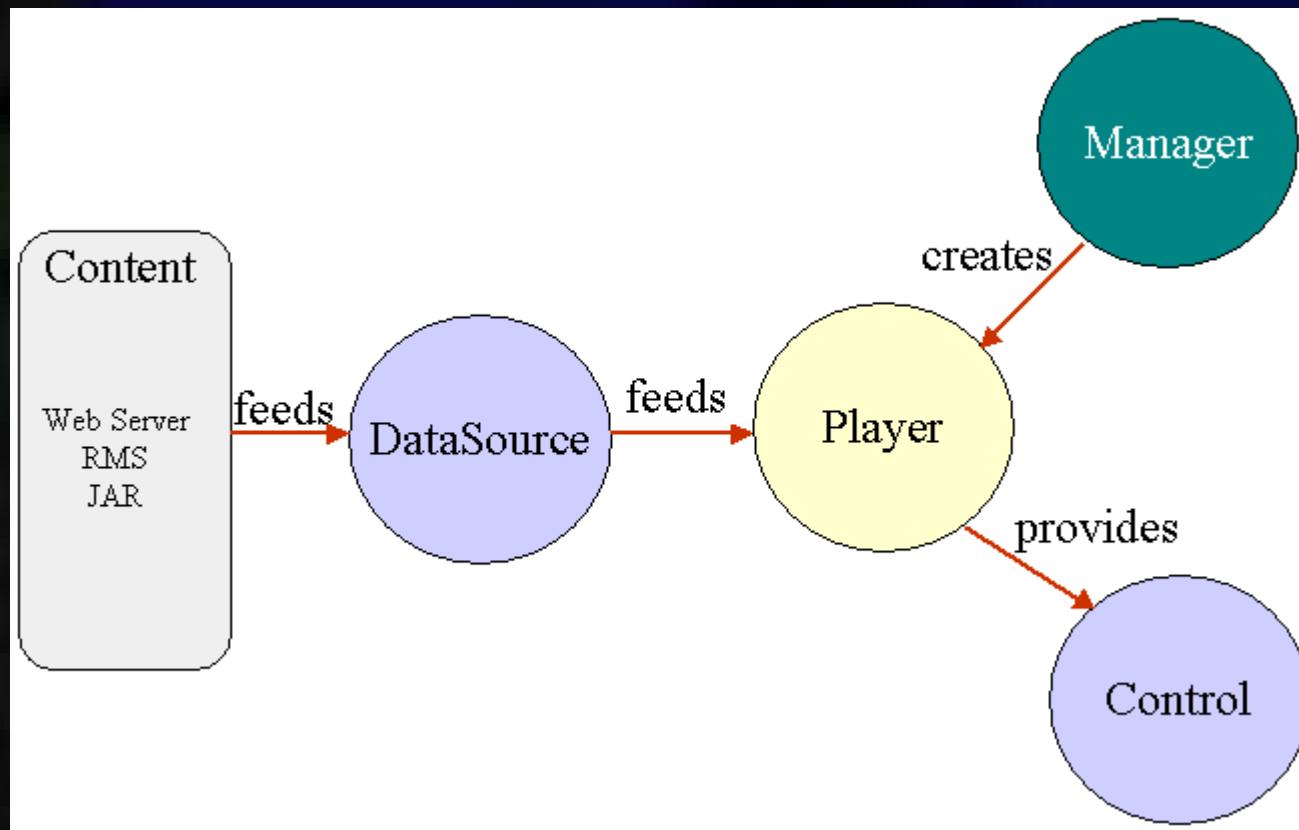 Manager
creates
Content
Web Server
RMS
JAR
feeds
DataSource
feeds
Player
provides
Control